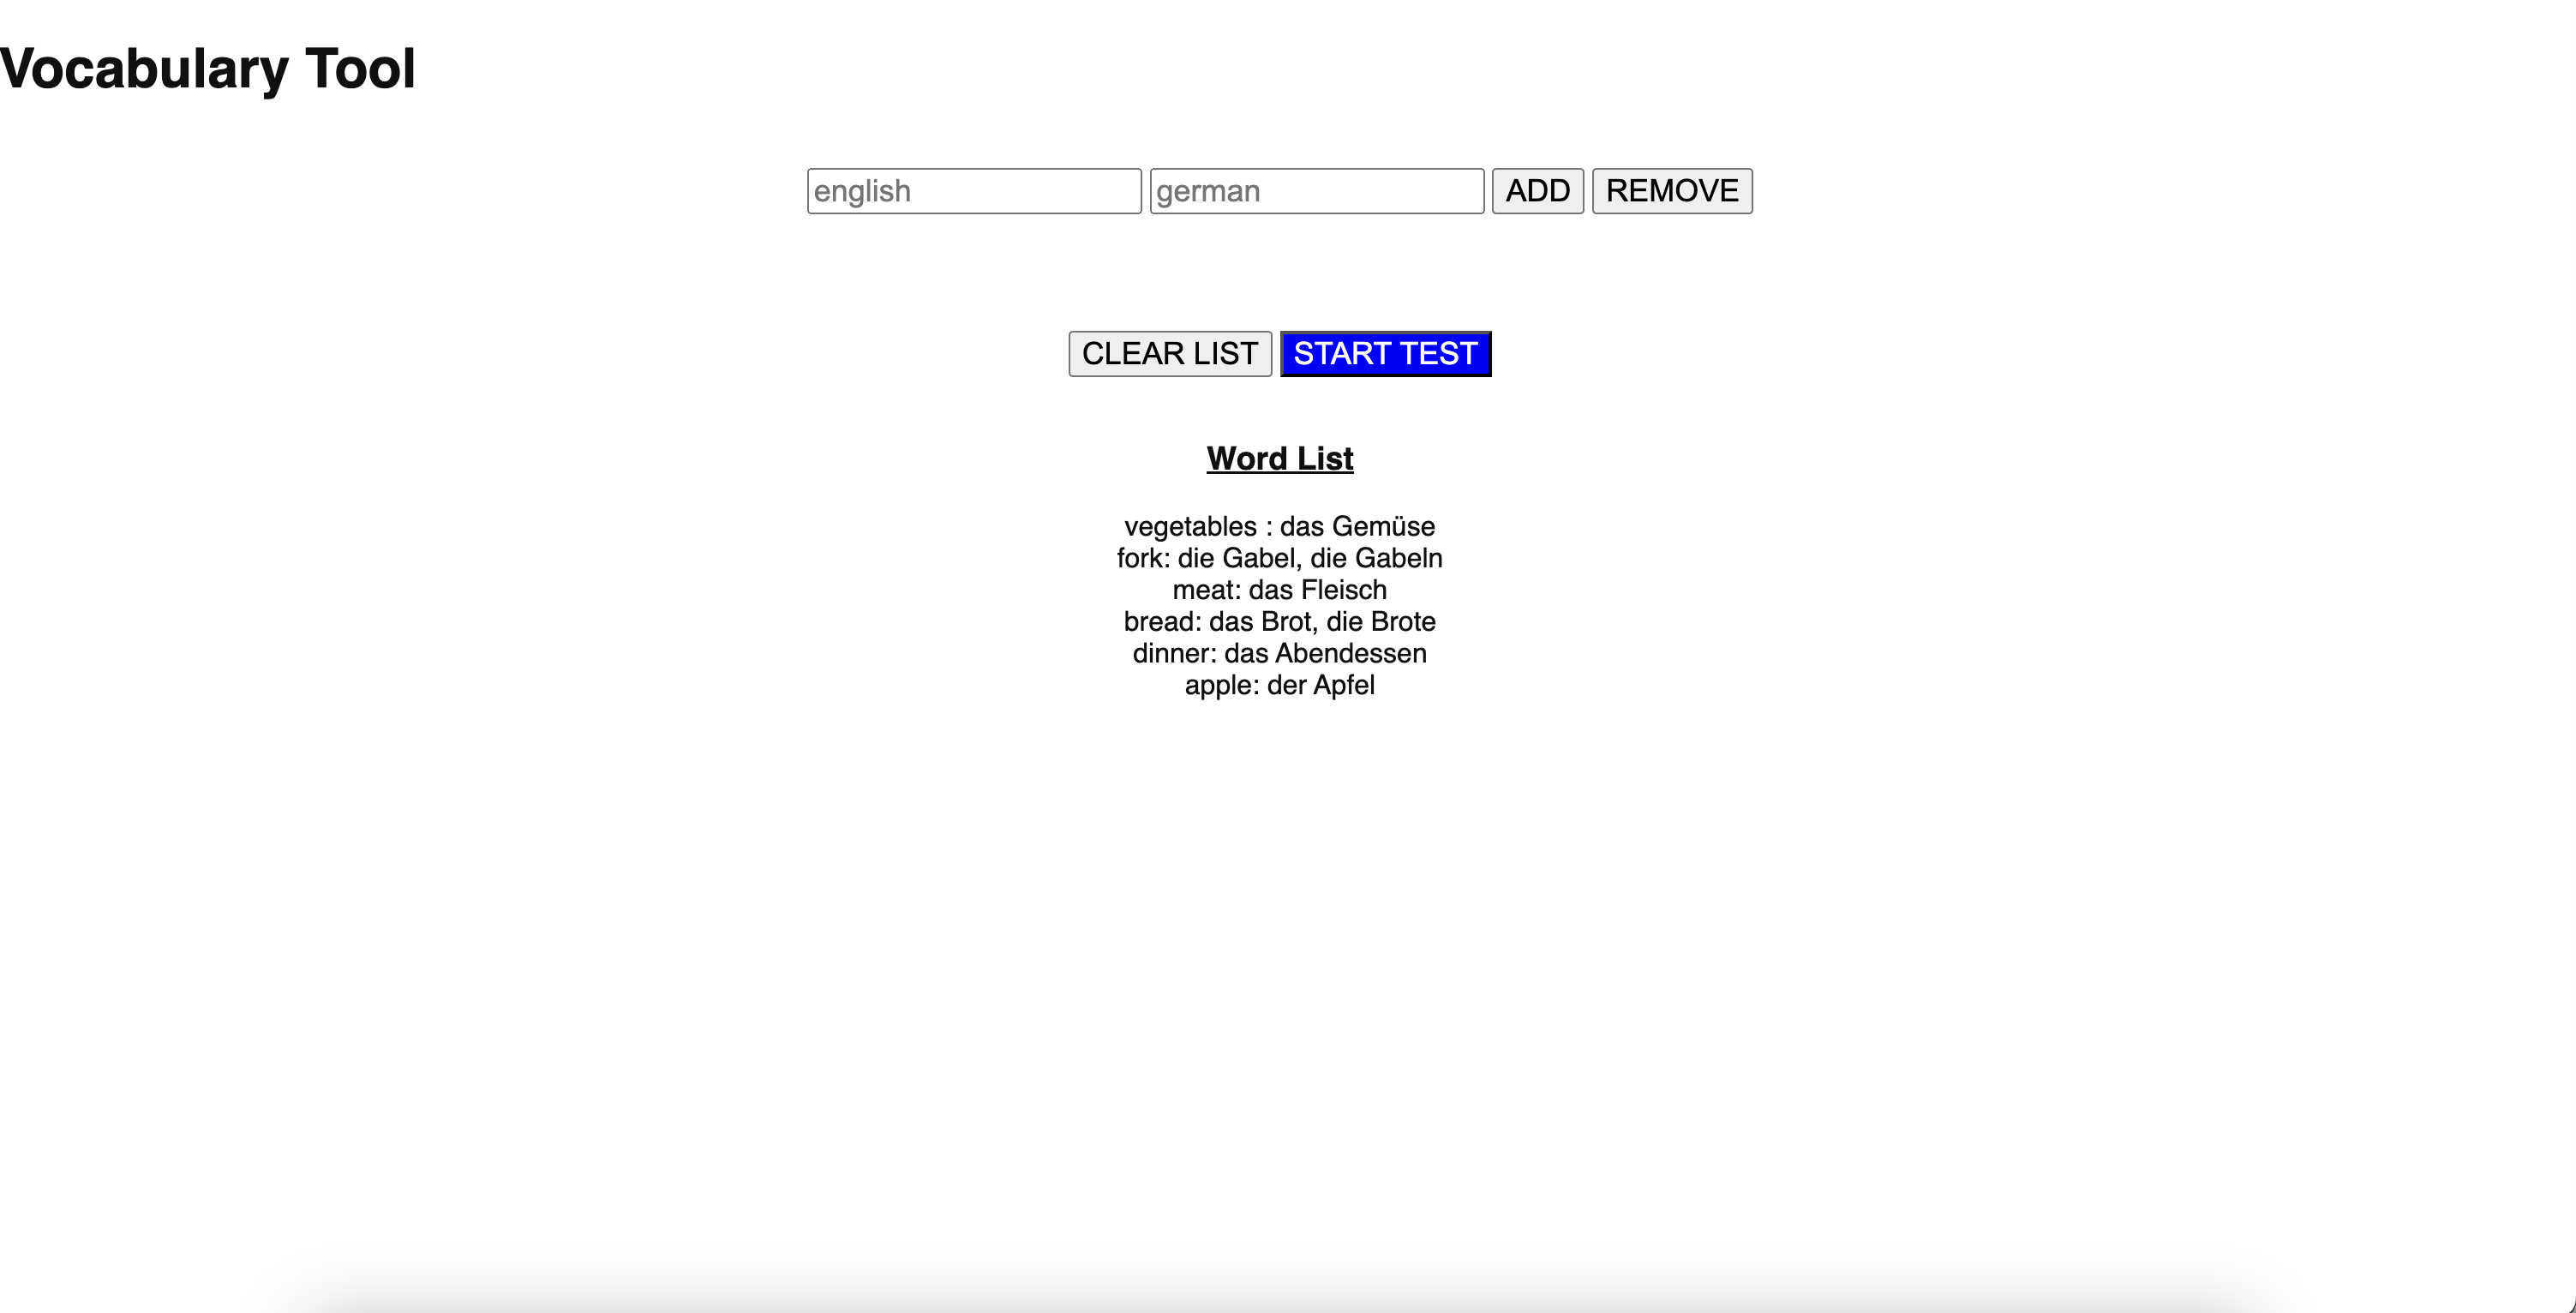 Vocabulary Tool
english german ADD REMOVE
CLEAR LIST START TEST
Word List
vegetables : das Gemüse
fork: die Gabel, die Gabeln
meat: das Fleisch
bread: das Brot, die Brote
dinner: das Abendessen
apple: der Apfel